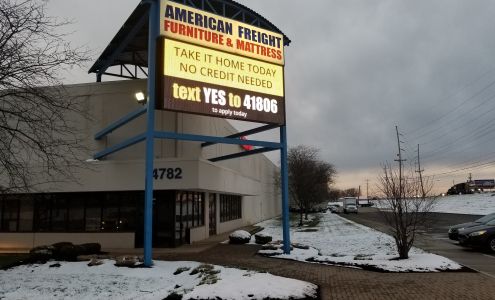 AMERICAN FREIGHT
FURNITURE & MATTRESS
TAKE IT HOME TODAY
NO CREDIT NEEDED
text YES to 41806
to apply today
4782